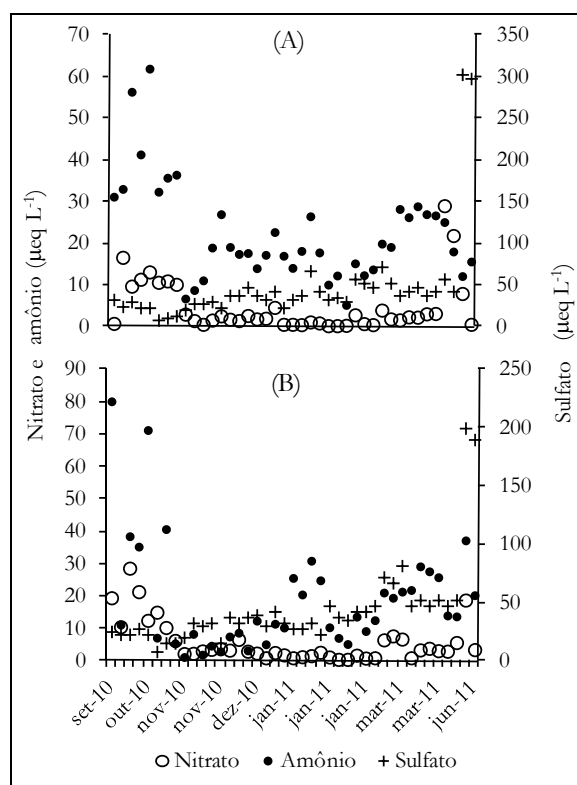 (A)
70
60
50
40
30
20
10
0
350
300
250
200
150
100
50
0
(B)
90
80
70
60
50
40
30
20
10
0
250
200
150
100
50
0
Nitrato e amônio (µeq L-1)
Sulfato (µeq L-1)
set-10
out-10
nov-10
nov-10
dez-10
jan-11
jan-11
jan-11
mar-11
mar-11
jun-11
Nitrato Amônio Sulfato